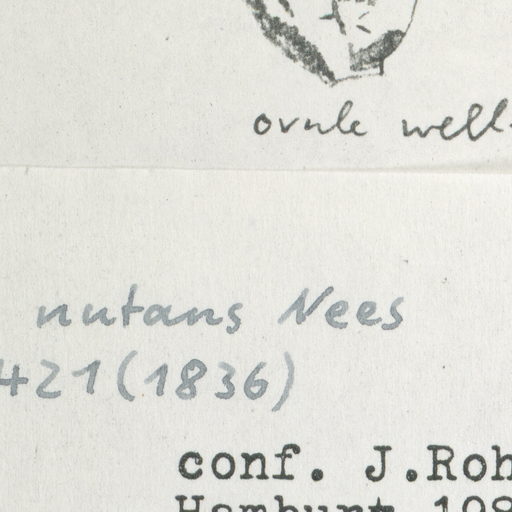 ovule well-
nutans Nees
421 (1836)
conf. J.Roh